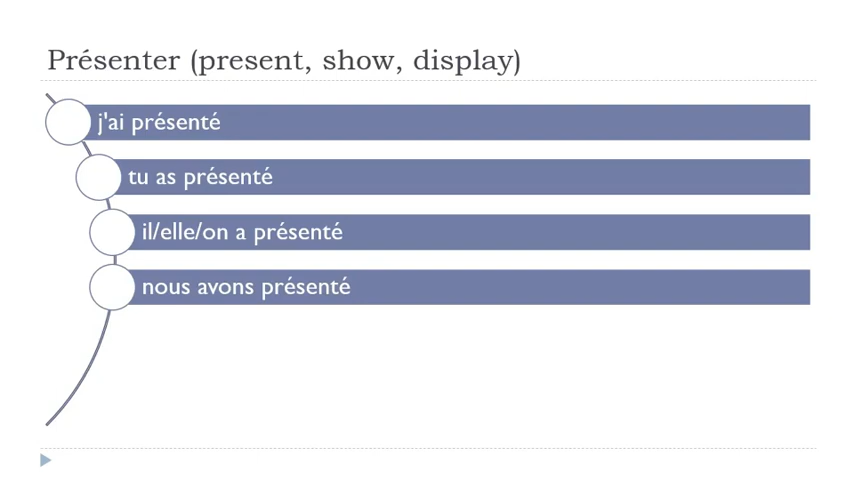 Présenter (present, show, display)
j'ai présenté
tu as présenté
il/elle/on a présenté
nous avons présenté